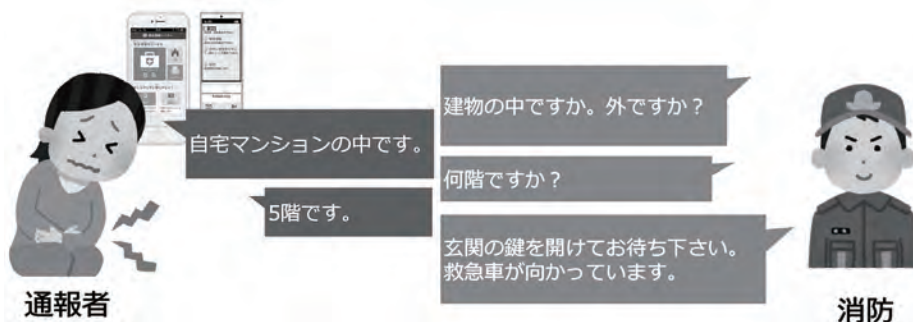 建物の中ですか。外ですか？
自宅マンションの中です。
何階ですか？
5階です。
玄関の鍵を開けてお待ち下さい。
救急車が向かっています。
通報者
消防